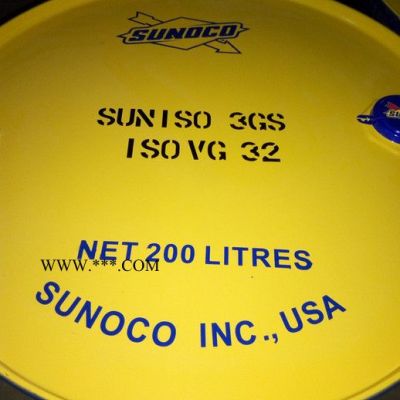 SUNOCO
SUNISO 3GS
ISO VG 32
NET 200 LITRES
WWW.***.COM
SUNOCO INC., USA